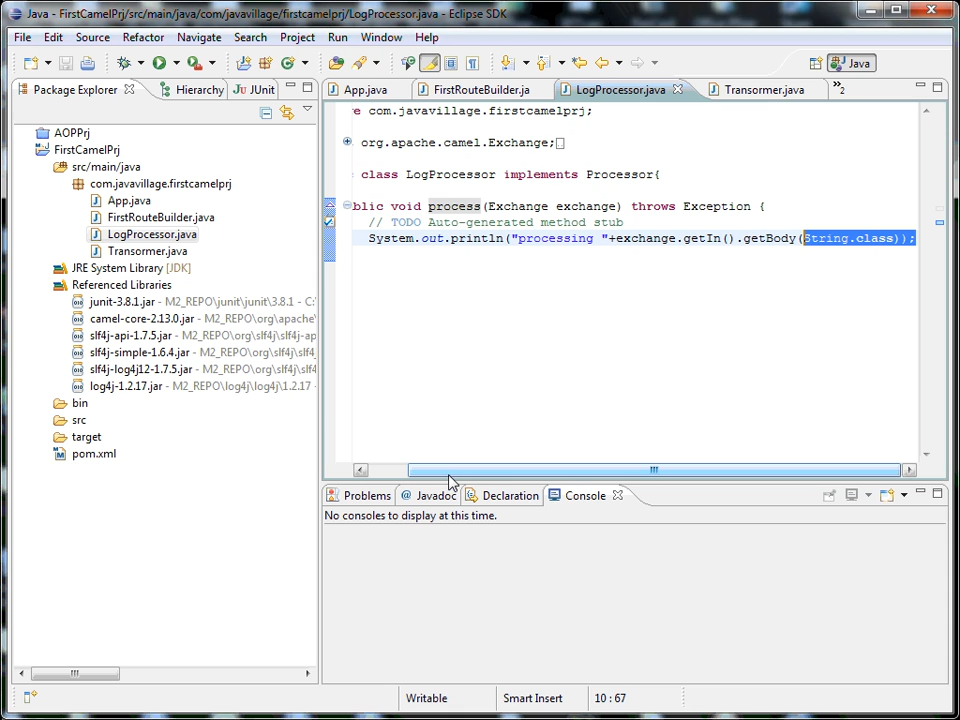 Java - FirstCamelPrj/src/main/java/com/javavillage/firstcamelprj/LogProcessor.java - Eclipse SDK
File Edit Source Refactor Navigate Search Project Run Window Help
Java
Package Explorer Hierarchy JUnit
App.java FirstRouteBuilder.ja LogProcessor.java Transormer.java »2
AOPPrj
FirstCamelPrj
src/main/java
com.javavillage.firstcamelprj
App.java
FirstRouteBuilder.java
LogProcessor.java
Transormer.java
JRE System Library [JDK]
Referenced Libraries
junit-3.8.1.jar - M2_REPO\junit\junit\3.8.1 - C:
camel-core-2.13.0.jar - M2_REPO\org\apache\
slf4j-api-1.7.5.jar - M2_REPO\org\slf4j\slf4j-ap
slf4j-simple-1.6.4.jar - M2_REPO\org\slf4j\slf4
slf4j-log4j12-1.7.5.jar - M2_REPO\org\slf4j\slf
log4j-1.2.17.jar - M2_REPO\log4j\log4j\1.2.17
bin
src
target
pom.xml
e com.javavillage.firstcamelprj;
org.apache.camel.Exchange;
class LogProcessor implements Processor{
blic void process(Exchange exchange) throws Exception {
// TODO Auto-generated method stub
System.out.println("processing "+exchange.getIn().getBody(String.class));
Problems @ Javadoc Declaration Console
No consoles to display at this time.
Writable Smart Insert 10 : 67